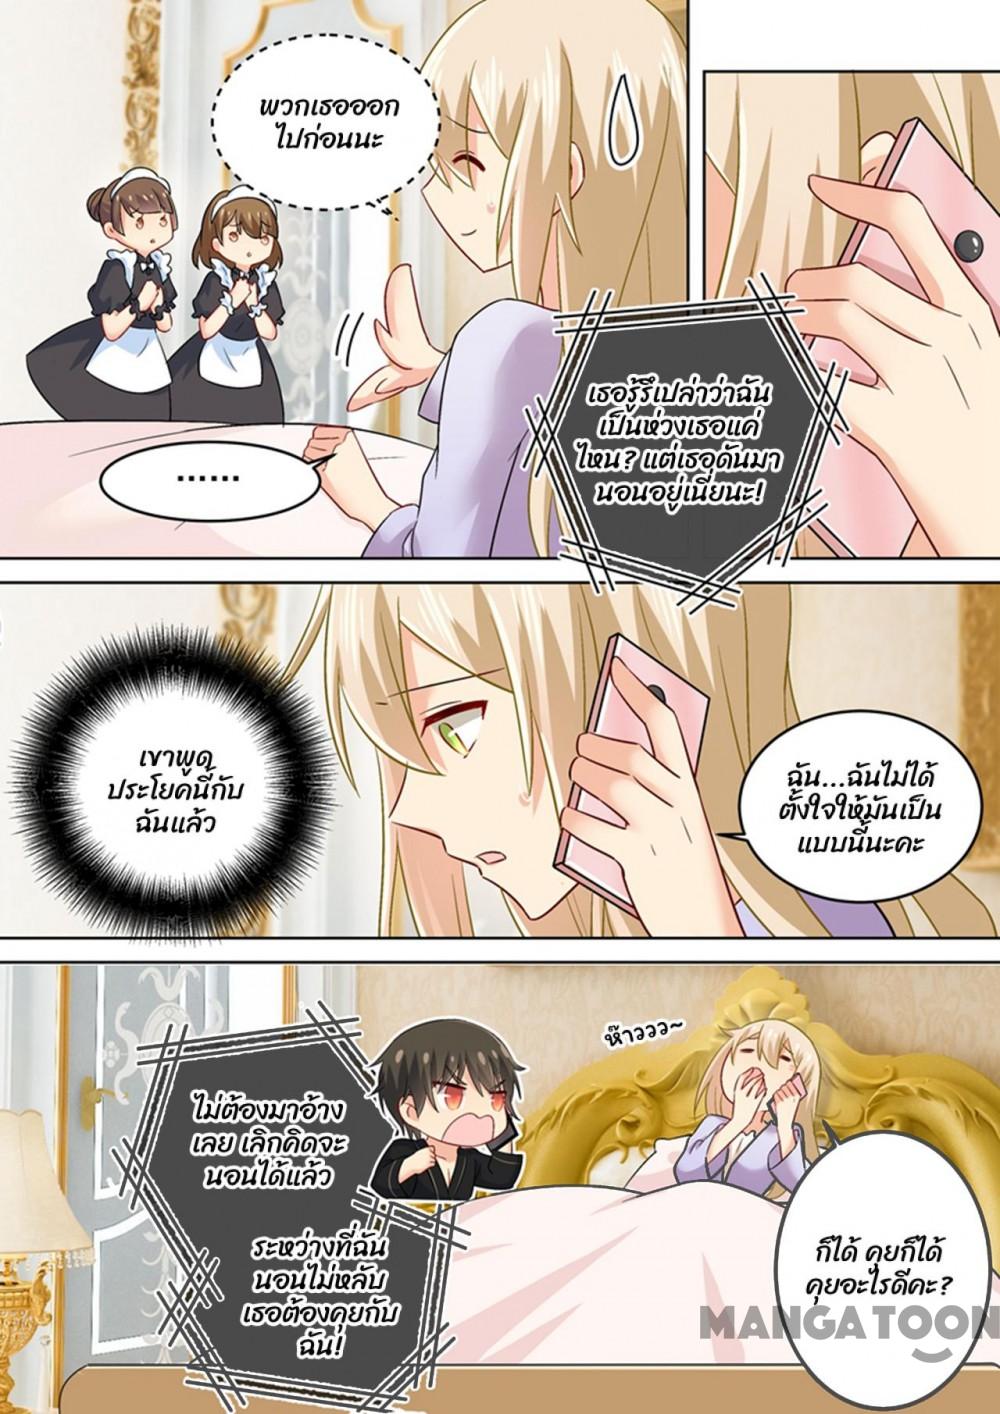 พวกเธอออก
ไปก่อนนะ
เธอรู้รึเปล่าว่าฉัน
เป็นห่วงเธอแค่
ไหน? แต่เธอดันมา
นอนอยู่เนี่ยนะ!
......
เขาพูด
ประโยคนี้กับ
ฉันแล้ว
ฉัน...ฉันไม่ได้
ตั้งใจให้มันเป็น
แบบนี้นะคะ
ห๊าววว~
ไม่ต้องมาอ้าง
เลย เลิกคิดจะ
นอนได้แล้ว
ระหว่างที่ฉัน
นอนไม่หลับ
เธอต้องคุยกับ
ฉัน!
ก็ได้ คุยก็ได้
คุยอะไรดีคะ?
MANGATOON